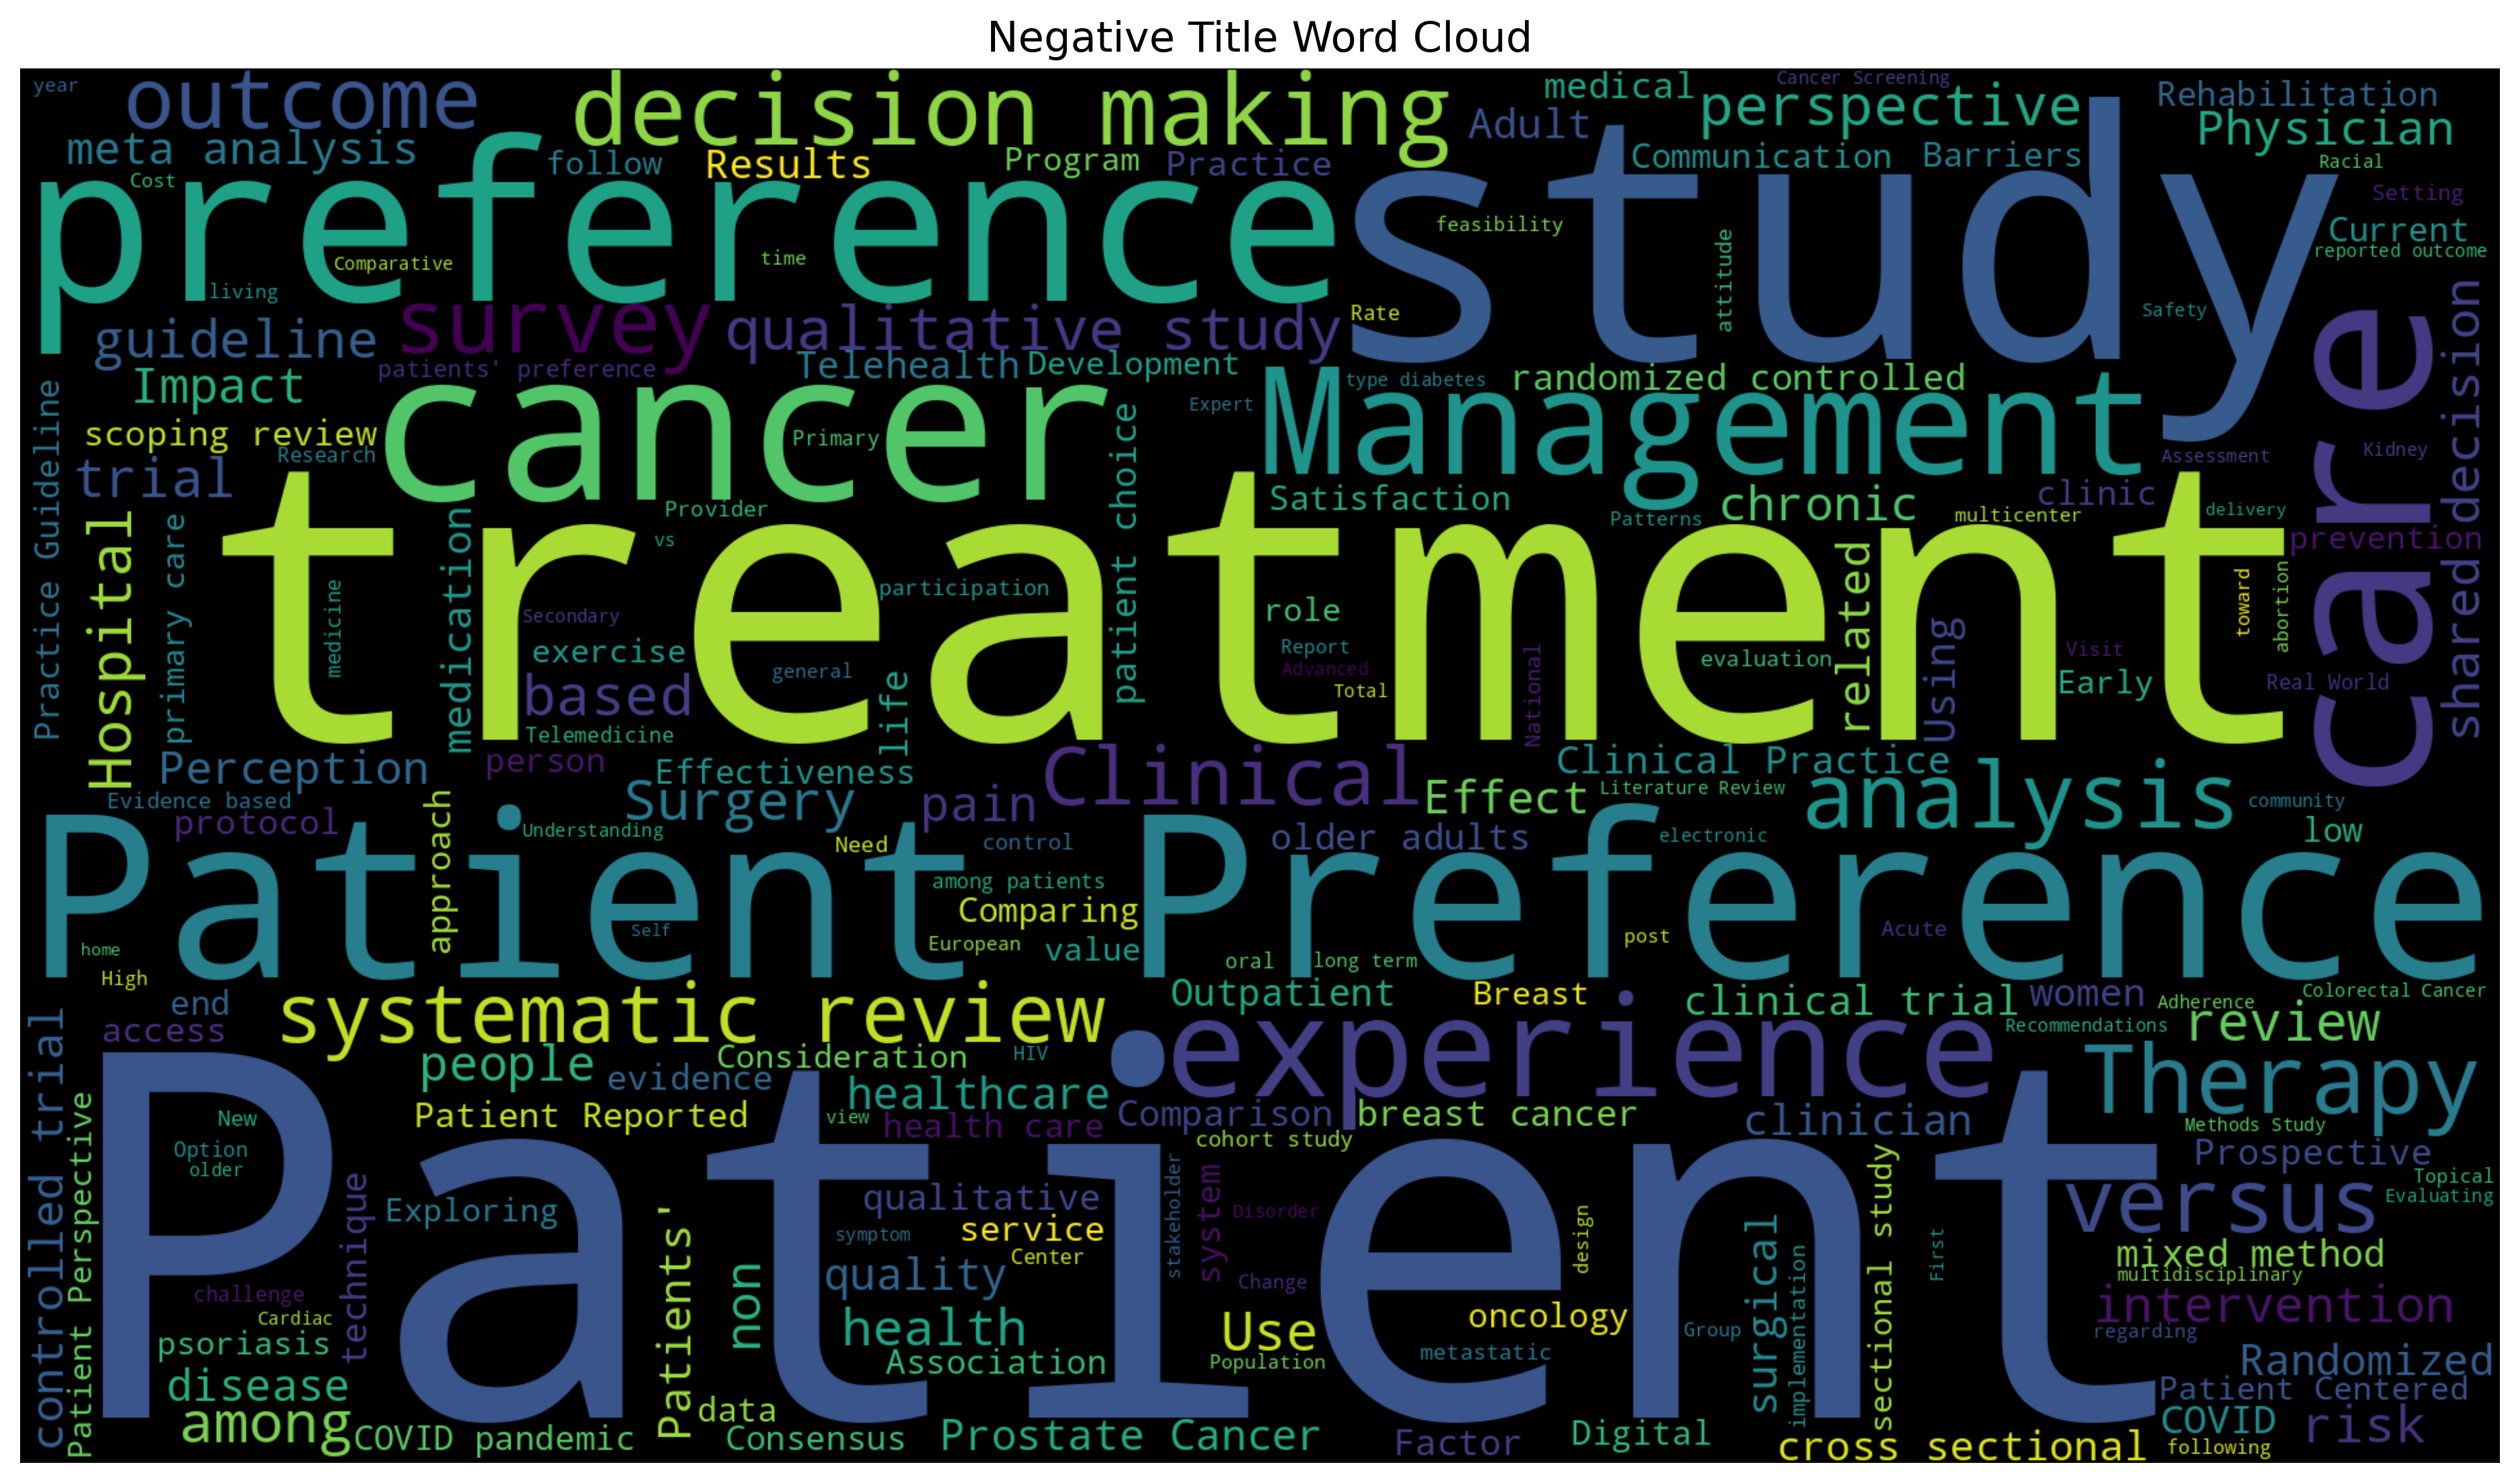 Negative Title Word Cloud
year
outcome
decision making
medical
Cancer Screening
perspective
Rehabilitation
Adult
Physician
meta analysis
follow
Results
Program
Practice
Communication
Barriers
Racial
Cost
preference
study
Setting
feasibility
Current
reported outcome
attitude
Comparative
time
living
survey
guideline
qualitative study
Rate
Safety
care
shared decision
patients' preference
Telehealth
Development
Impact
cancer
Management
type diabetes
randomized controlled
Expert
Practice Guideline
scoping review
Primary
patient choice
Research
trial
Assessment
Kidney
treatment
Satisfaction
chronic
clinic
Provider
Patterns
multicenter
delivery
Hospital
primary care
medication
vs
related
prevention
medicine
participation
toward
abortion
Secondary
role
exercise
Report
evaluation
Using
Visit
general
Advanced
National
based
life
Total
Early
Real World
Telemedicine
Perception
person
Effectiveness
Clinical
Clinical Practice
analysis
Evidence based
Surgery
pain
Effect
Literature Review
community
protocol
approach
Understanding
Need
control
older adults
electronic
low
Patient Preference
among patients
Comparing
Self
European
value
post
Acute
home
High
oral
long term
end
systematic review
Outpatient
Breast
clinical trial
women
Adherence
Colorectal Cancer
controlled trial
access
experience
Recommendations
review
people
Consideration
HIV
evidence
healthcare
Therapy
Patient Perspective
Patient
New
Patient Reported
view
health care
Comparison
breast cancer
clinician
Methods Study
Option
cohort study
sectional study
Prospective
older
technique
Exploring
Patients'
qualitative
stakeholder
system
Disorder
versus
Topical
Evaluating
service
symptom
Center
design
surgical
First
mixed method
challenge
non
quality
Change
implementation
multidisciplinary
Cardiac
health
Use
oncology
Group
intervention
psoriasis
Association
Population
metastatic
regarding
disease
Randomized
Patient Centered
among
data
COVID
risk
COVID pandemic
Consensus
Prostate Cancer
Factor
Digital
cross sectional
following